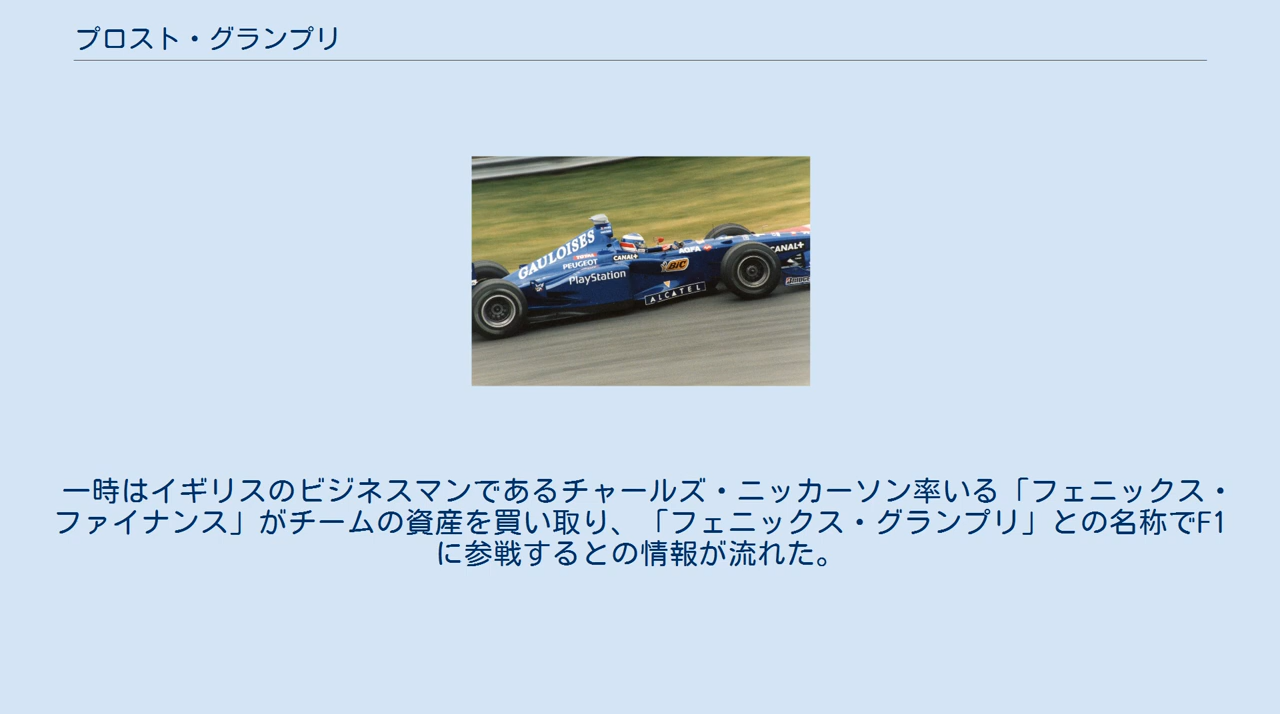 プロスト・グランプリ
GAULOISES
PEUGEOT
CANAL+
PlayStation
AGFA
BIC
ALCATEL
CANAL+
一時はイギリスのビジネスマンであるチャールズ・ニッカーソン率いる「フェニックス・
ファイナンス」がチームの資産を買い取り、「フェニックス・グランプリ」との名称でF1
に参戦するとの情報が流れた。